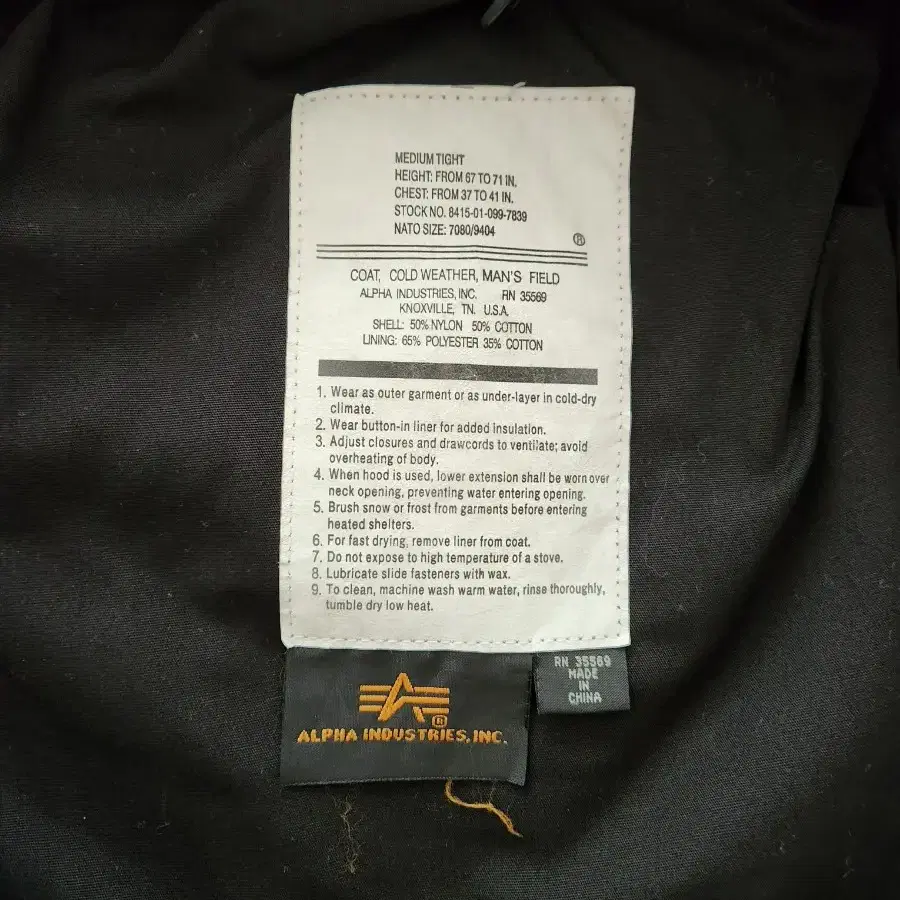 MEDIUM TIGHT
HEIGHT: FROM 67 TO 71 IN.
CHEST: FROM 37 TO 41 IN.
STOCK NO. 8415-01-099-7839
NATO SIZE: 7080/9404
®
COAT, COLD WEATHER, MAN'S FIELD
ALPHA INDUSTRIES, INC. RN 35569
KNOXVILLE, TN. U.S.A.
SHELL: 50% NYLON 50% COTTON
LINING: 65% POLYESTER 35% COTTON
1. Wear as outer garment or as under-layer in cold-dry
climate.
2. Wear button-in liner for added insulation.
3. Adjust closures and drawcords to ventilate; avoid
overheating of body.
4. When hood is used, lower extension shall be worn over
neck opening, preventing water entering opening.
5. Brush snow or frost from garments before entering
heated shelters.
6. For fast drying, remove liner from coat.
7. Do not expose to high temperature of a stove.
8. Lubricate slide fasteners with wax.
9. To clean, machine wash warm water, rinse thoroughly,
tumble dry low heat.
®
ALPHA INDUSTRIES, INC.
RN 35569
MADE
IN
CHINA